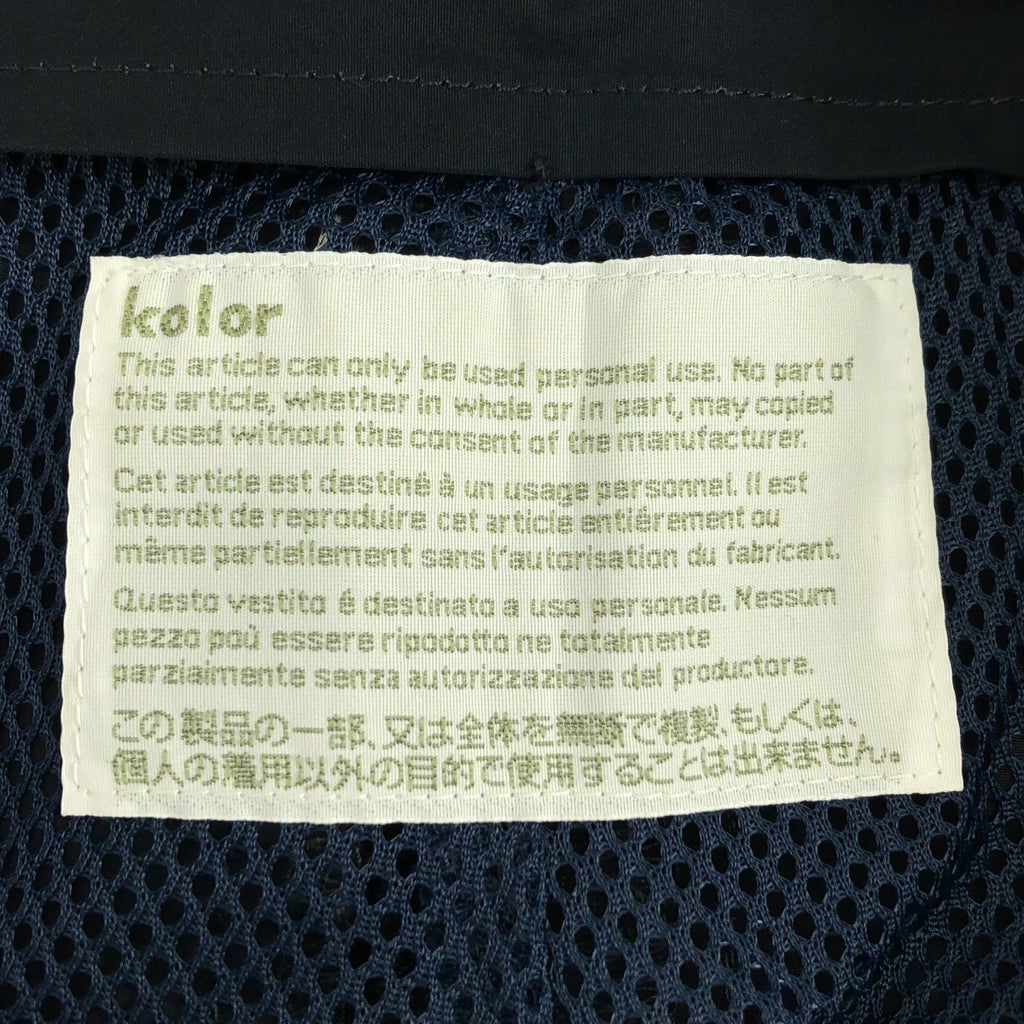 kolor
This article can only be used personal use. No part of
this article, whether in whole or in part, may copied
or used without the consent of the manufacturer.
Cet article est destiné à un usage personnel. Il est
interdit de reproduire cet article entiérement ou
même partiellement sans l'autorisation du fabricant.
Questo vestito é destinato a uso personale. Nessum
pezzo poú essere ripodotto ne totalmente
parzialmente senza autorizzazione del productore.
この製品の一部、又は全体を無断で複製、もしくは、
個人の着用以外の目的で使用することは出来ません。